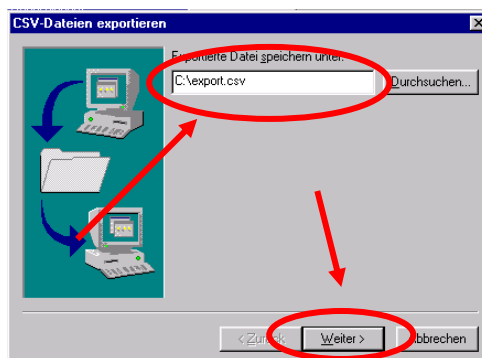 CSV-Dateien exportieren
Exportierte Datei speichern unter:
C:\export.csv
Durchsuchen...
< Zurück
Weiter >
Abbrechen